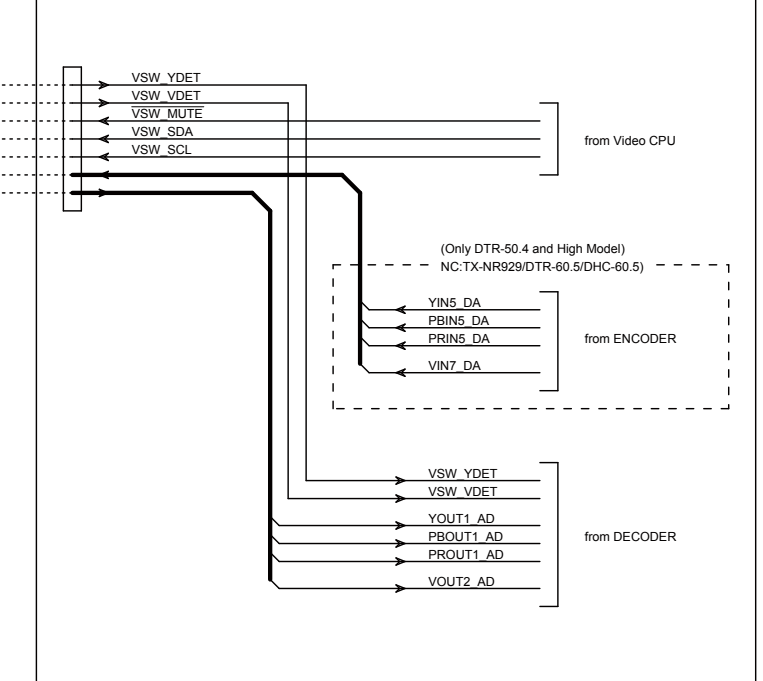 VSW_YDET
VSW_VDET
VSW_MUTE
VSW_SDA
VSW_SCL
from Video CPU
(Only DTR-50.4 and High Model)
NC:TX-NR929/DTR-60.5/DHC-60.5)
YIN5_DA
PBIN5_DA
PRIN5_DA
VIN7_DA
from ENCODER
VSW_YDET
VSW_VDET
YOUT1_AD
PBOUT1_AD
PROUT1_AD
VOUT2_AD
from DECODER